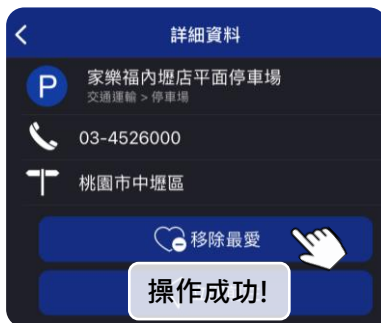 詳細資料
P
家樂福內壢店平面停車場
交通運輸 > 停車場
03-4526000
桃園市中壢區
移除最愛
操作成功!